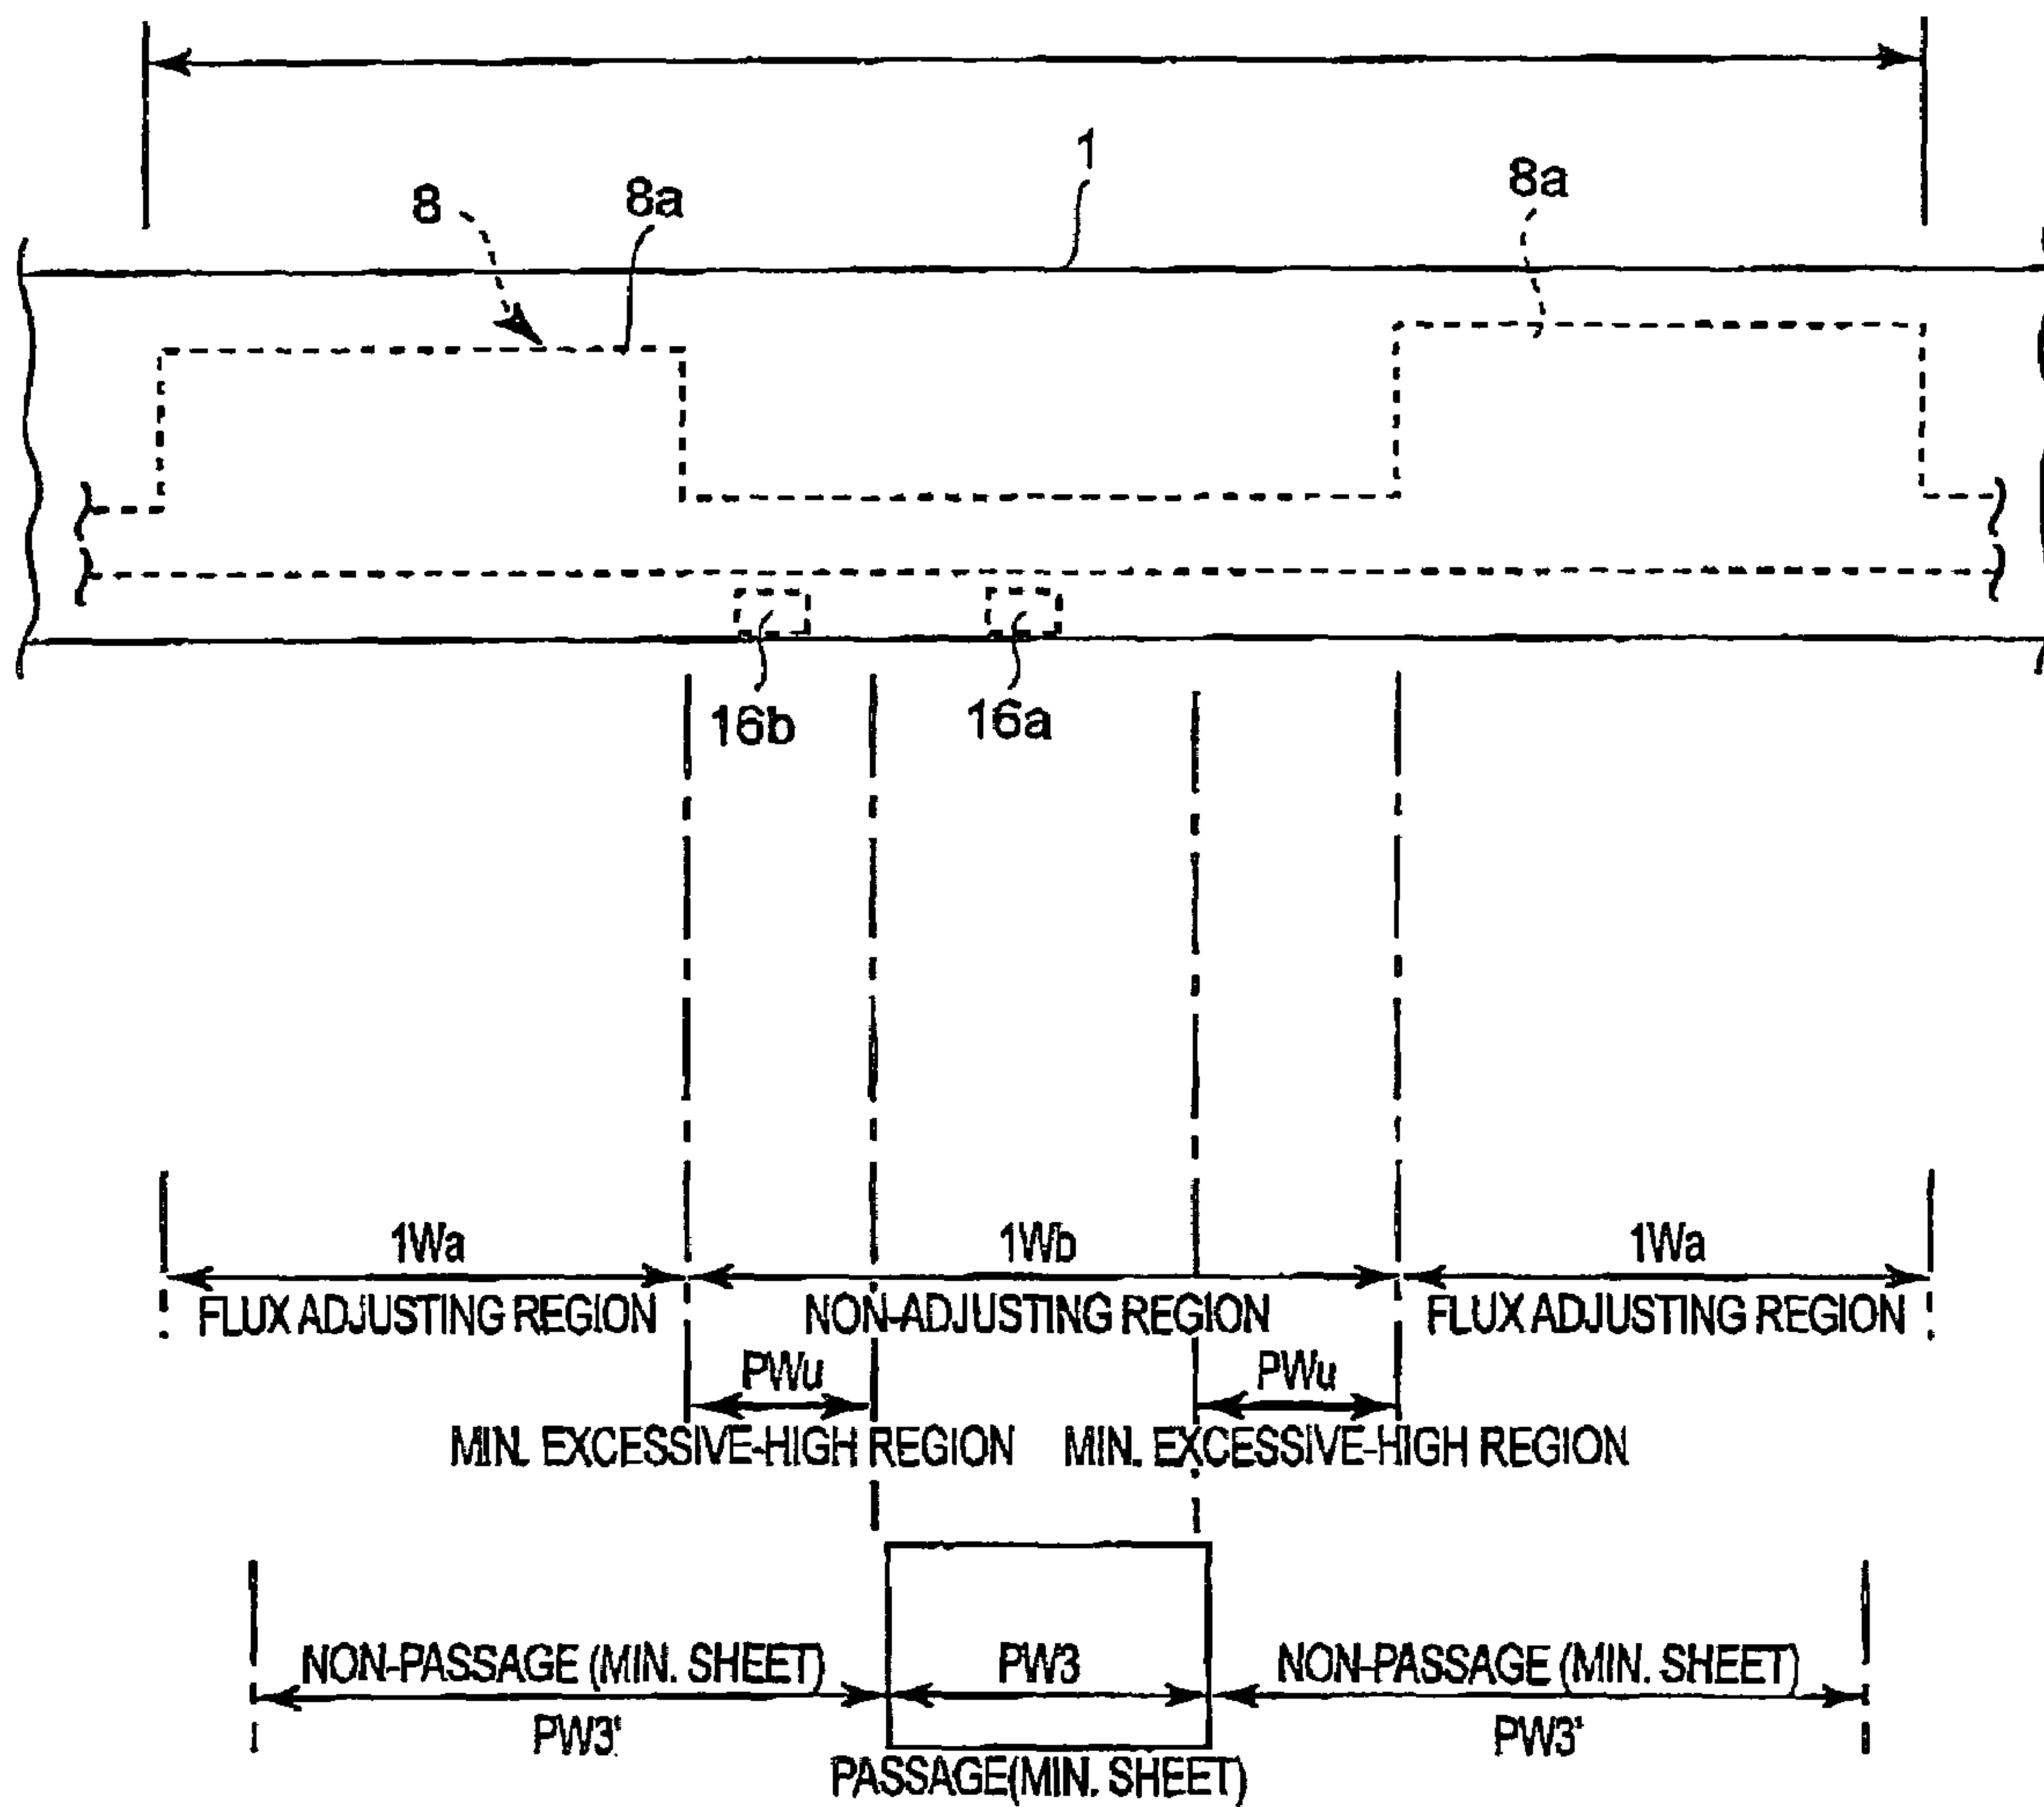 1
8a
8
8a
16b
16a
1Wa
1Wb
1Wa
FLUX ADJUSTING REGION
NON-ADJUSTING REGION
FLUX ADJUSTING REGION
PWu
PWu
MIN. EXCESSIVE-HIGH REGION
MIN. EXCESSIVE-HIGH REGION
NON-PASSAGE (MIN. SHEET)
PW3
NON-PASSAGE (MIN. SHEET)
PW3'
PW3'
PASSAGE(MIN. SHEET)